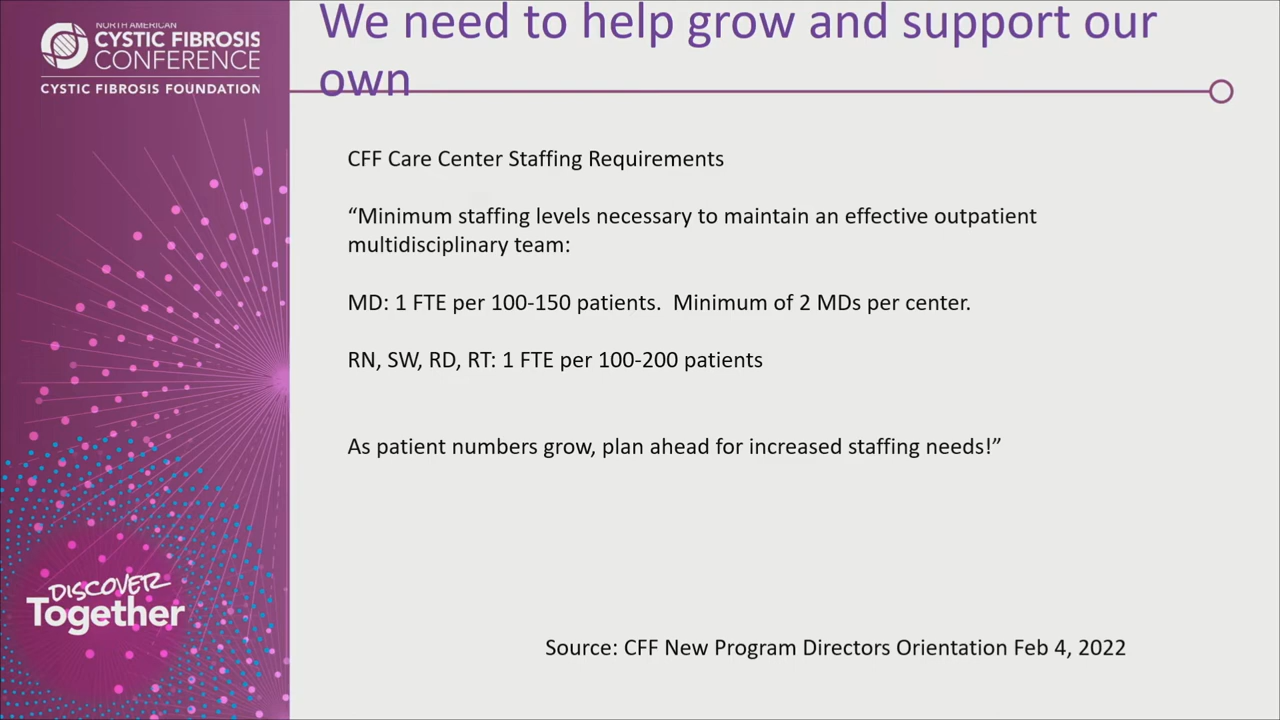 NORTH AMERICAN
CYSTIC FIBROSIS
CONFERENCE
CYSTIC FIBROSIS FOUNDATION
We need to help grow and support our
own
CFF Care Center Staffing Requirements
“Minimum staffing levels necessary to maintain an effective outpatient
multidisciplinary team:
MD: 1 FTE per 100-150 patients.  Minimum of 2 MDs per center.
RN, SW, RD, RT: 1 FTE per 100-200 patients
As patient numbers grow, plan ahead for increased staffing needs!”
DISCOVER
Together
Source: CFF New Program Directors Orientation Feb 4, 2022